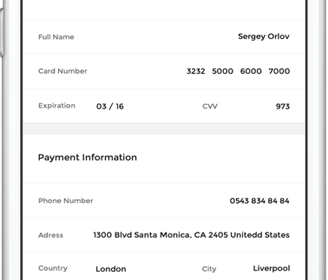 Full Name Sergey Orlov
Card Number 3232 5000 6000 7000
Expiration 03 / 16 CVV 973
Payment Information
Phone Number 0543 834 84 84
Adress 1300 Blvd Santa Monica, CA 2405 Unitedd States
Country London City Liverpool